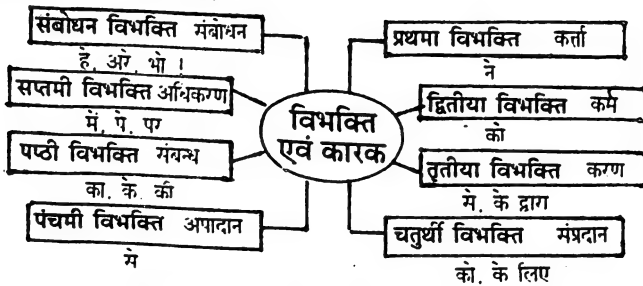 संबोधन विभक्ति संबोधन
हे, अरे, भो !
सप्तमी विभक्ति अधिकरण
में, पे, पर
षष्ठी विभक्ति संबन्ध
का, के, की
पंचमी विभक्ति अपादान
से
विभक्ति
एवं कारक
प्रथमा विभक्ति कर्त्ता
ने
द्वितीया विभक्ति कर्म
को
तृतीया विभक्ति करण
से, के द्वारा
चतुर्थी विभक्ति संप्रदान
को, के लिए